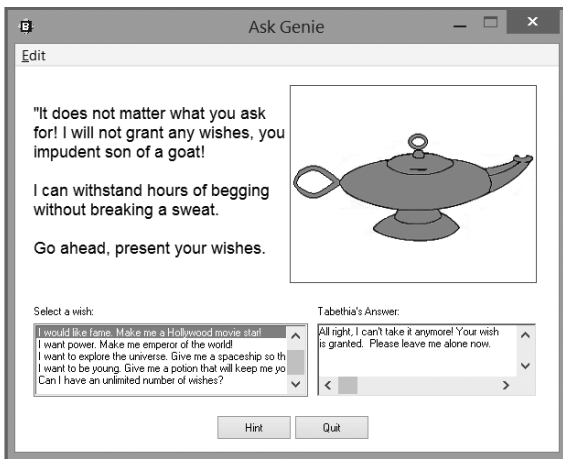 Ask Genie
Edit
"It does not matter what you ask
for! I will not grant any wishes, you
impudent son of a goat!
I can withstand hours of begging
without breaking a sweat.
Go ahead, present your wishes.
Select a wish:
I would like fame. Make me a Hollywood movie star!
I want power. Make me emperor of the world!
I want to explore the universe. Give me a spaceship so th
I want to be young. Give me a potion that will keep me yo
Can I have an unlimited number of wishes?
Tabethia's Answer:
All right, I can't take it anymore! Your wish
is granted. Please leave me alone now.
Hint
Quit